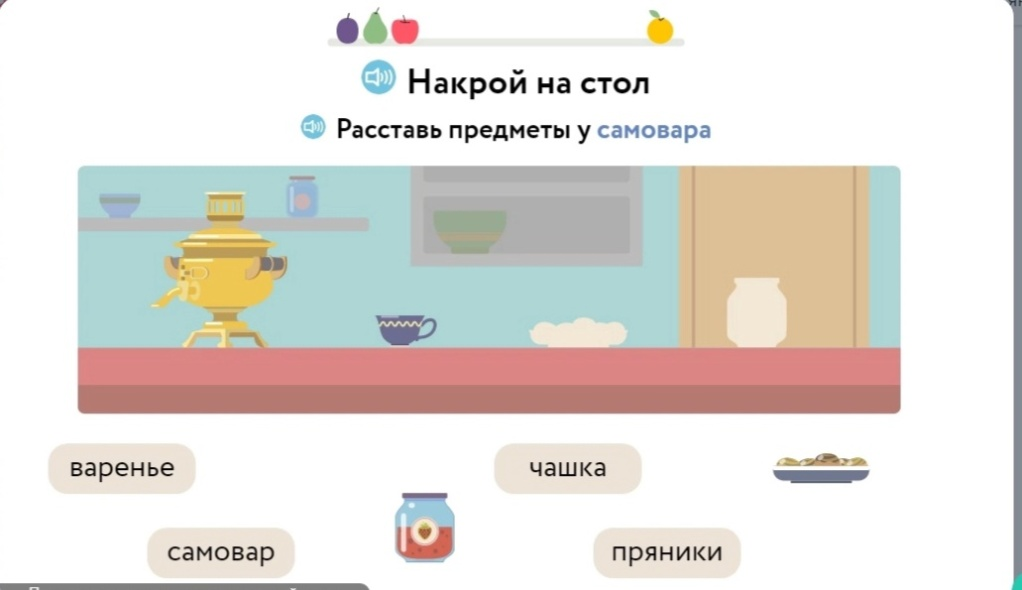 Накрой на стол
Расставь предметы у самовара
варенье
чашка
самовар
пряники